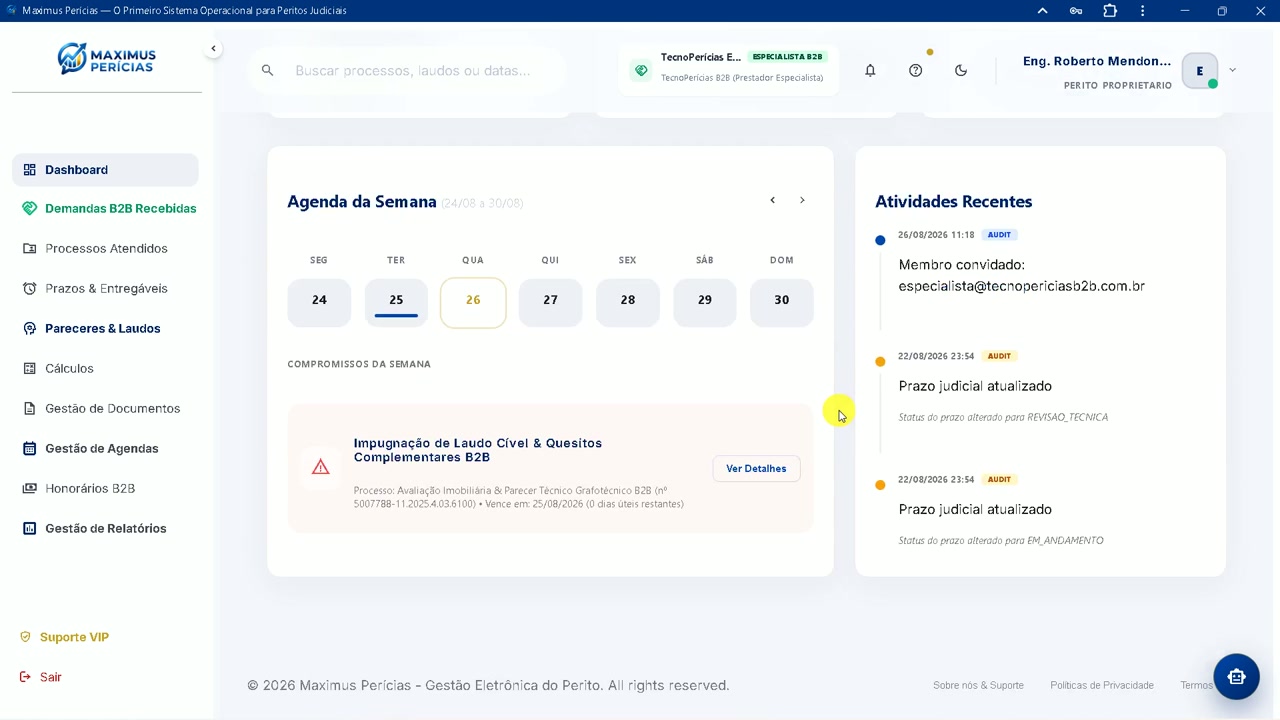 Maximus Perícias — O Primeiro Sistema Operacional para Peritos Judiciais
MAXIMUS
PERÍCIAS
Buscar processos, laudos ou datas...
TecnoPerícias E... ESPECIALISTA B2B
TecnoPerícias B2B (Prestador Especialista)
Eng. Roberto Mendon...
PERITO PROPRIETARIO
E
Dashboard
Demandas B2B Recebidas
Processos Atendidos
Prazos & Entregáveis
Pareceres & Laudos
Cálculos
Gestão de Documentos
Gestão de Agendas
Honorários B2B
Gestão de Relatórios
Suporte VIP
Sair
Agenda da Semana (24/08 a 30/08)
SEG TER QUA QUI SEX SÁB DOM
24 25 26 27 28 29 30
COMPROMISSOS DA SEMANA
Impugnação de Laudo Cível & Quesitos
Complementares B2B
Processo: Avaliação Imobiliária & Parecer Técnico Grafotécnico B2B (nº
5007788-11.2025.4.03.6100) • Vence em: 25/08/2026 (0 dias úteis restantes)
Ver Detalhes
Atividades Recentes
26/08/2026 11:18 AUDIT
Membro convidado:
especialista@tecnopericiasb2b.com.br
22/08/2026 23:54 AUDIT
Prazo judicial atualizado
Status do prazo alterado para REVISAO_TECNICA
22/08/2026 23:54 AUDIT
Prazo judicial atualizado
Status do prazo alterado para EM_ANDAMENTO
© 2026 Maximus Perícias - Gestão Eletrônica do Perito. All rights reserved.
Sobre nós & Suporte Políticas de Privacidade Termos